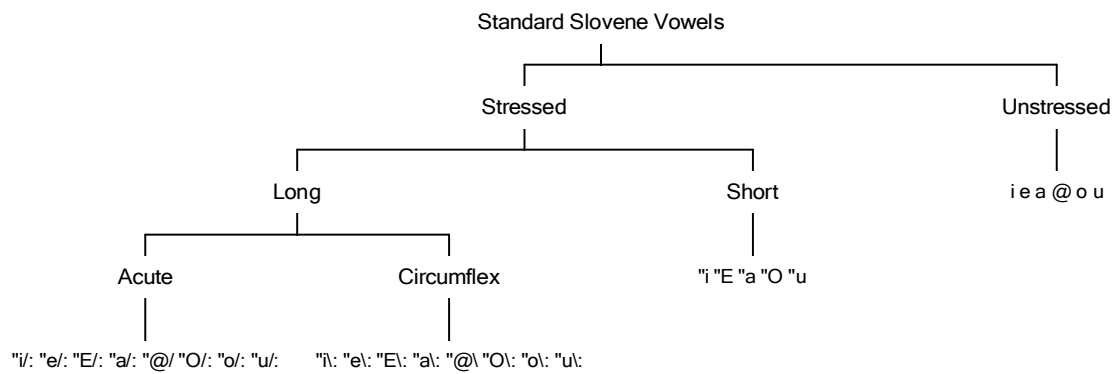 Standard Slovene Vowels
Stressed Unstressed
Long Short i e a @ o u
Acute Circumflex "i "E "a "O "u
"i/: "e/: "E/: "a/: "@/ "O/: "o/: "u/: "i\: "e\: "E\: "a\: "@\ "O\: "o\: "u\: